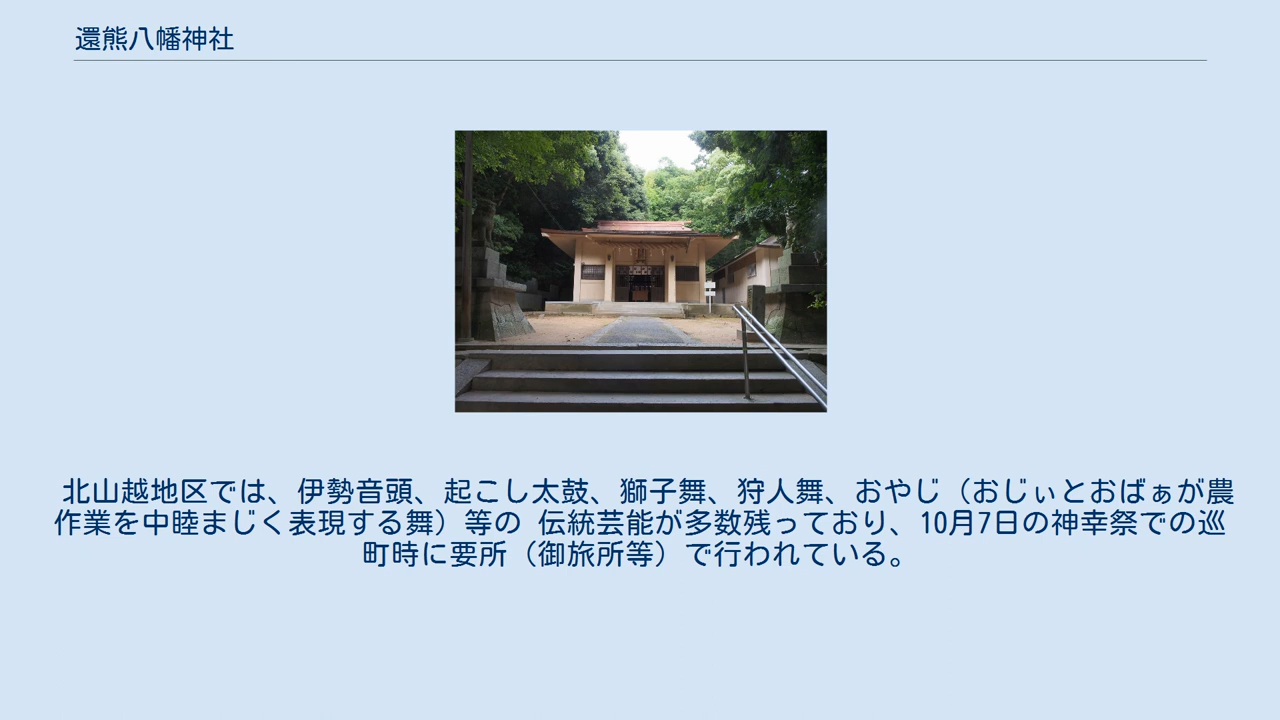 還熊八幡神社
北山越地区では、伊勢音頭、起こし太鼓、獅子舞、狩人舞、おやじ（おじぃとおばぁが農
作業を中睦まじく表現する舞）等の 伝統芸能が多数残っており、10月7日の神幸祭での巡
町時に要所（御旅所等）で行われている。